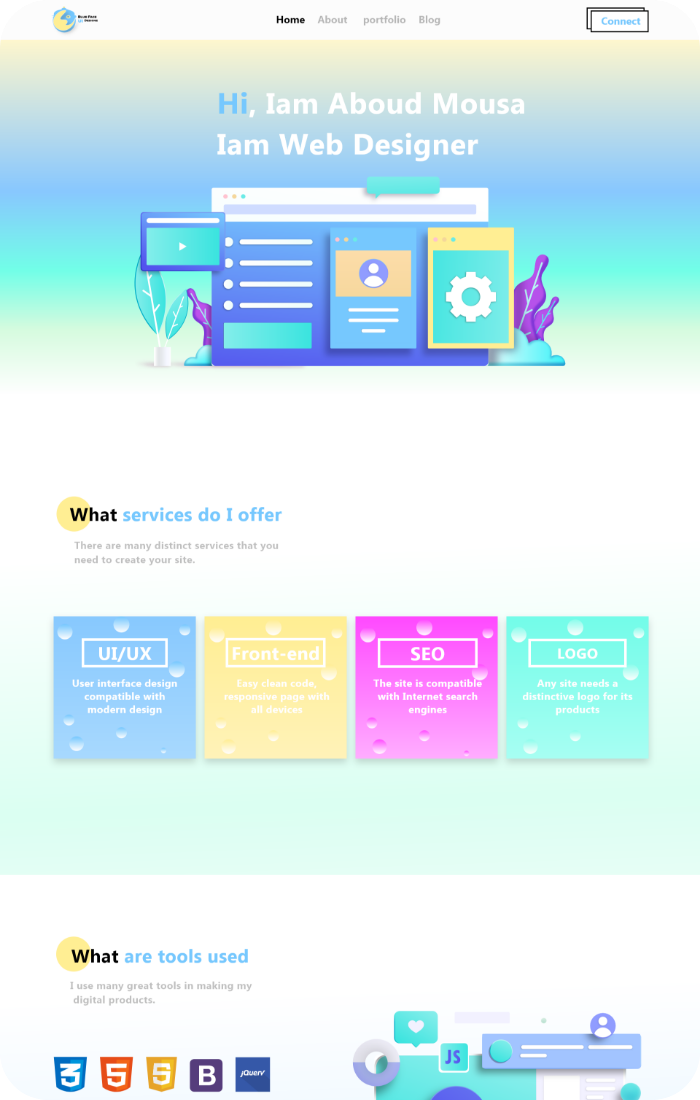 Home About portfolio Blog
Connect
Hi, Iam Aboud Mousa
Iam Web Designer
What services do I offer
There are many distinct services that you
need to create your site.
UI/UX
User interface design
compatible with
modern design
Front-end
Easy clean code,
responsive page with
all devices
SEO
The site is compatible
with Internet search
engines
LOGO
Any site needs a
distinctive logo for its
products
What are tools used
I use many great tools in making my
digital products.
JS
3 5 5 B jQuery